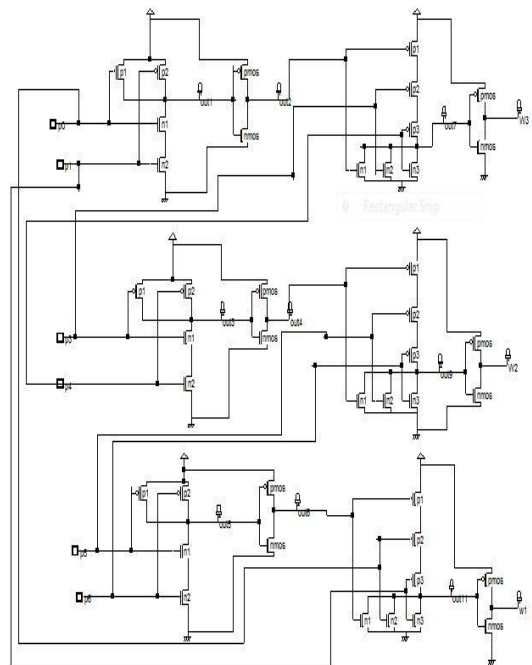 p1
p2
pmos
p1
out1
out2
p2
pmos
p0
n1
nmos
p3
out7
W3
p1
n2
n1
n2
n3
nmos
Rectangular Snip
p1
p2
pmos
p1
out3
out4
p2
p3
n1
nmos
p3
pmos
W2
p4
n2
n1
n2
n3
out9
nmos
p1
p2
pmos
p1
out5
out6
p2
p5
n1
nmos
p3
pmos
p6
n2
n1
n2
n3
out11
nmos
w1